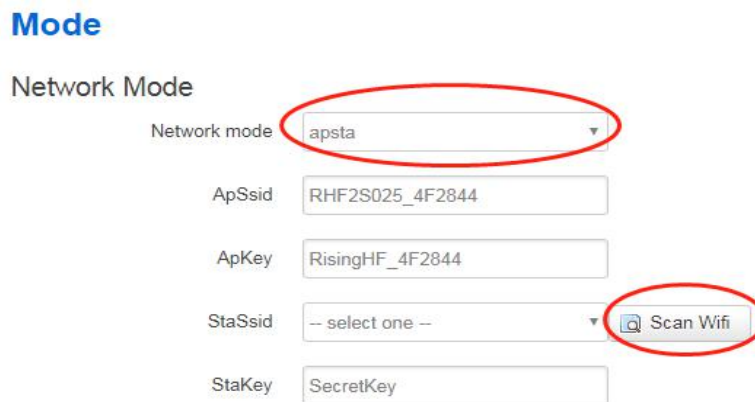 Mode
Network Mode
Network mode apsta
ApSsid RHF2S025_4F2844
ApKey RisingHF_4F2844
StaSsid -- select one -- Scan Wifi
StaKey SecretKey